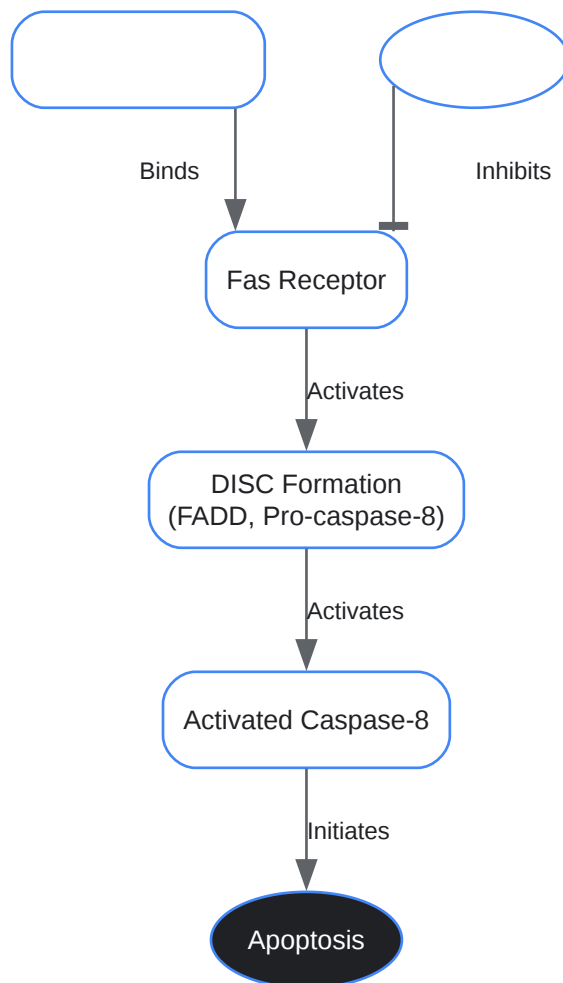 Binds
Inhibits
Fas Receptor
Activates
DISC Formation
(FADD, Pro-caspase-8)
Activates
Activated Caspase-8
Initiates
Apoptosis